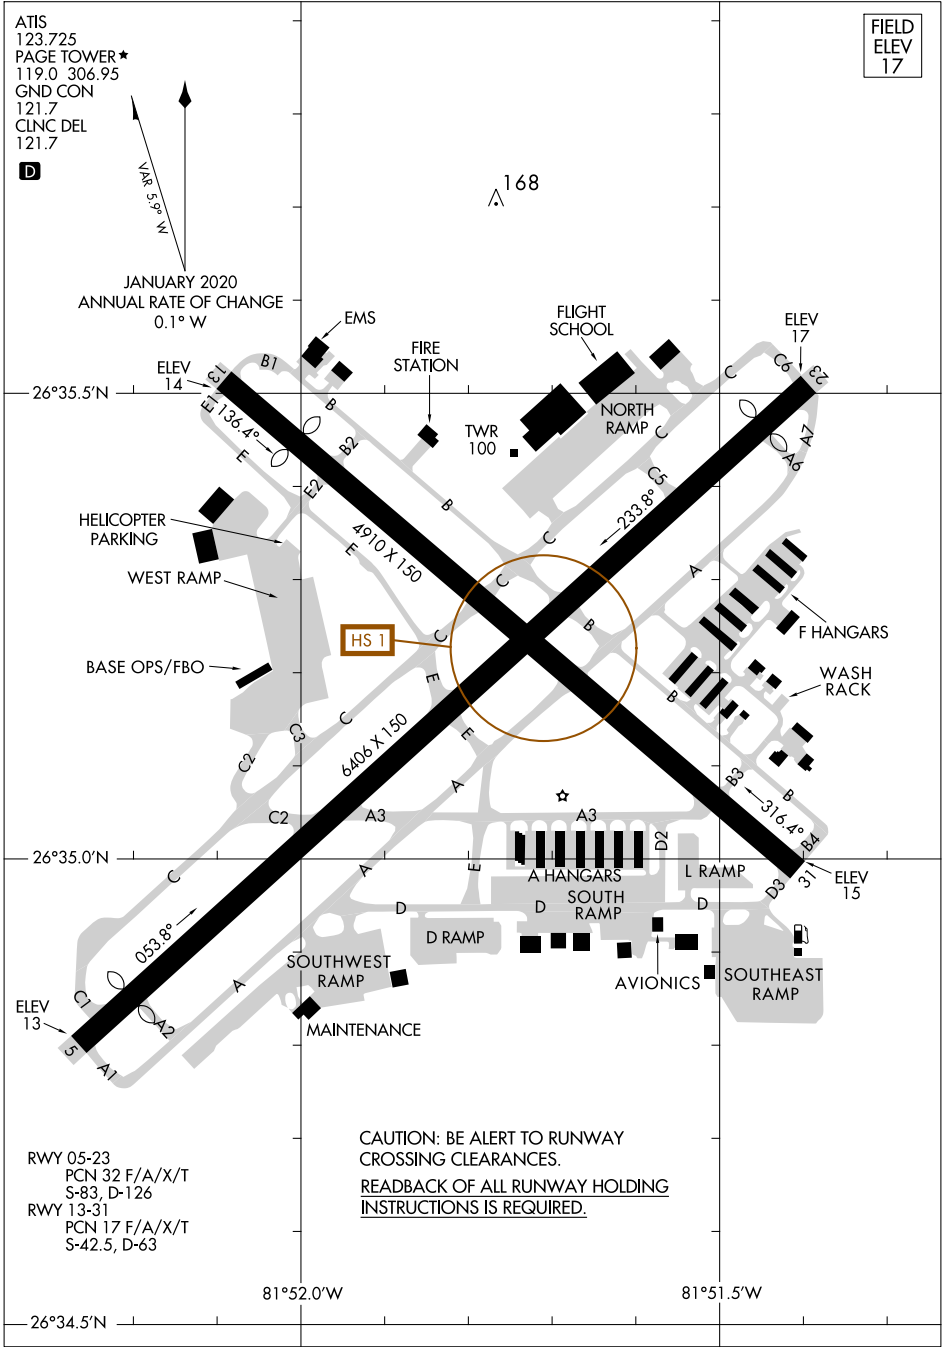 ATIS
123.725
PAGE TOWER★
119.0 306.95
GND CON
121.7
CLNC DEL
121.7
D
FIELD
ELEV
17
VAR 5.9° W
JANUARY 2020
ANNUAL RATE OF CHANGE
0.1° W
168
EMS
FIRE
STATION
FLIGHT
SCHOOL
ELEV
17
ELEV
14
26°35.5'N
13
B1
B
E1
136.4°
E
B2
E2
TWR
100
NORTH
RAMP
C
C6
23
A7
A6
C
C5
233.8°
B
HELICOPTER
PARKING
WEST RAMP
4910 X 150
E
C
C
A
F HANGARS
HS 1
C
B
BASE OPS/FBO
E
B
WASH
RACK
C
C3
C2
6406 X 150
E
A
B3
B
316.4°
C2
A3
A3
D2
B4
26°35.0'N
A
E
A HANGARS
L RAMP
D3
31
ELEV
15
C
D
D
SOUTH
RAMP
D
053.8°
D RAMP
SOUTHWEST
RAMP
A
AVIONICS
SOUTHEAST
RAMP
C1
ELEV
13
A2
MAINTENANCE
5
A1
RWY 05-23
PCN 32 F/A/X/T
S-83, D-126
RWY 13-31
PCN 17 F/A/X/T
S-42.5, D-63
CAUTION: BE ALERT TO RUNWAY
CROSSING CLEARANCES.
READBACK OF ALL RUNWAY HOLDING
INSTRUCTIONS IS REQUIRED.
81°52.0'W
81°51.5'W
26°34.5'N